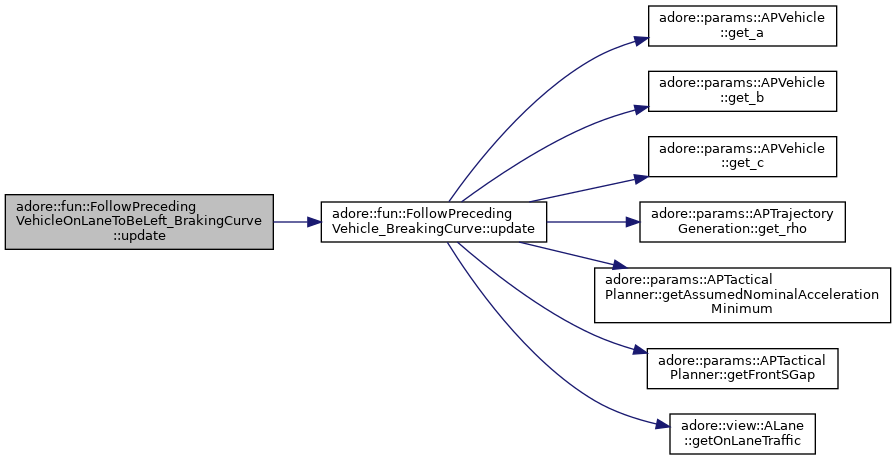 adore::fun::FollowPreceding
VehicleOnLaneToBeLeft_BrakingCurve
::update
adore::fun::FollowPreceding
Vehicle_BreakingCurve::update
adore::params::APVehicle
::get_a
adore::params::APVehicle
::get_b
adore::params::APVehicle
::get_c
adore::params::APTrajectory
Generation::get_rho
adore::params::APTactical
Planner::getAssumedNominalAcceleration
Minimum
adore::params::APTactical
Planner::getFrontSGap
adore::view::ALane
::getOnLaneTraffic